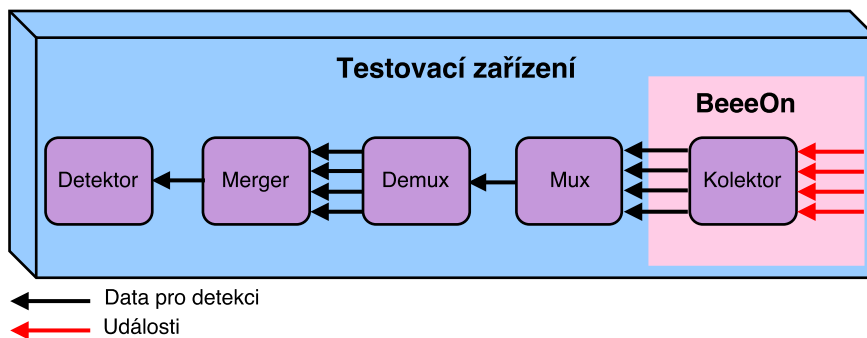 Testovací zařízení
BeeeOn
Detektor
Merger
Demux
Mux
Kolektor
Data pro detekci
Události